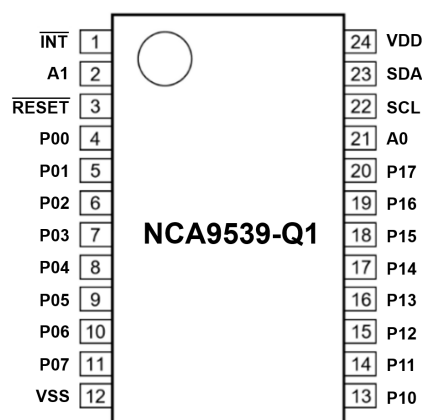 INT 1 24 VDD
A1 2 23 SDA
RESET 3 22 SCL
P00 4 21 A0
P01 5 20 P17
P02 6 19 P16
P03 7 NCA9539-Q1 18 P15
P04 8 17 P14
P05 9 16 P13
P06 10 15 P12
P07 11 14 P11
VSS 12 13 P10